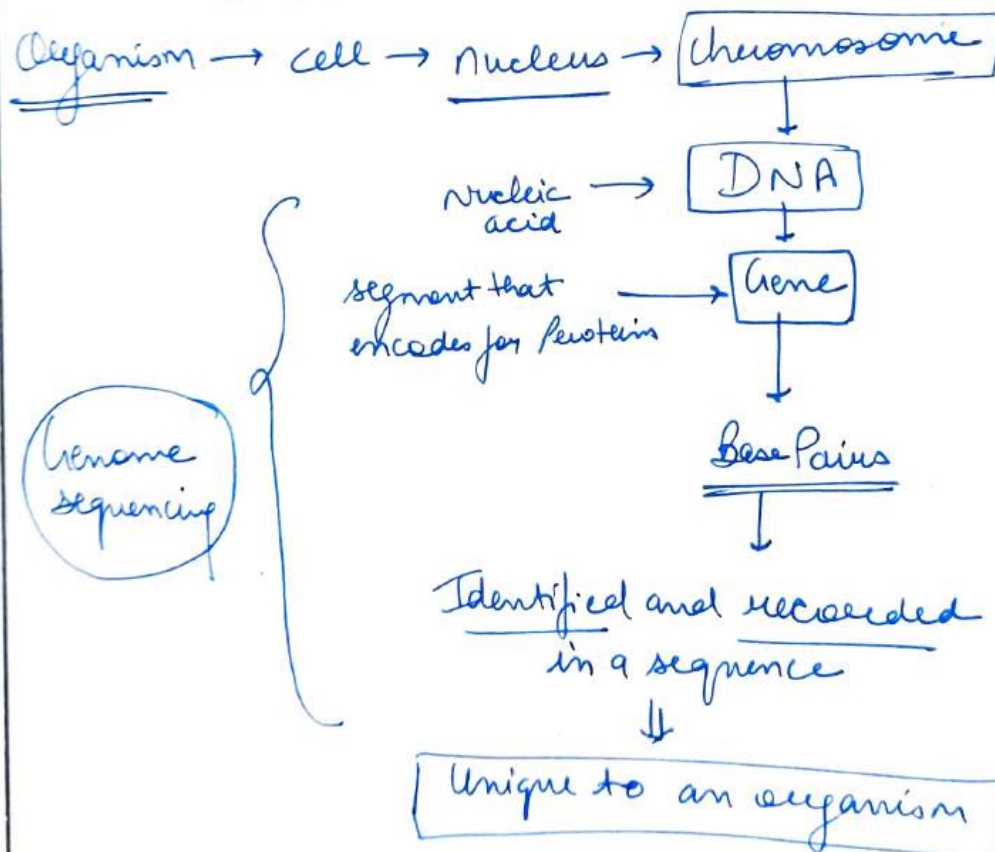 Organism → cell → nucleus → Chromosome
DNA
nucleic →
acid
Gene
segment that →
encodes for Proteins
Genome
sequencing
Base Pairs
Identified and recorded
in a sequence
Unique to an organism